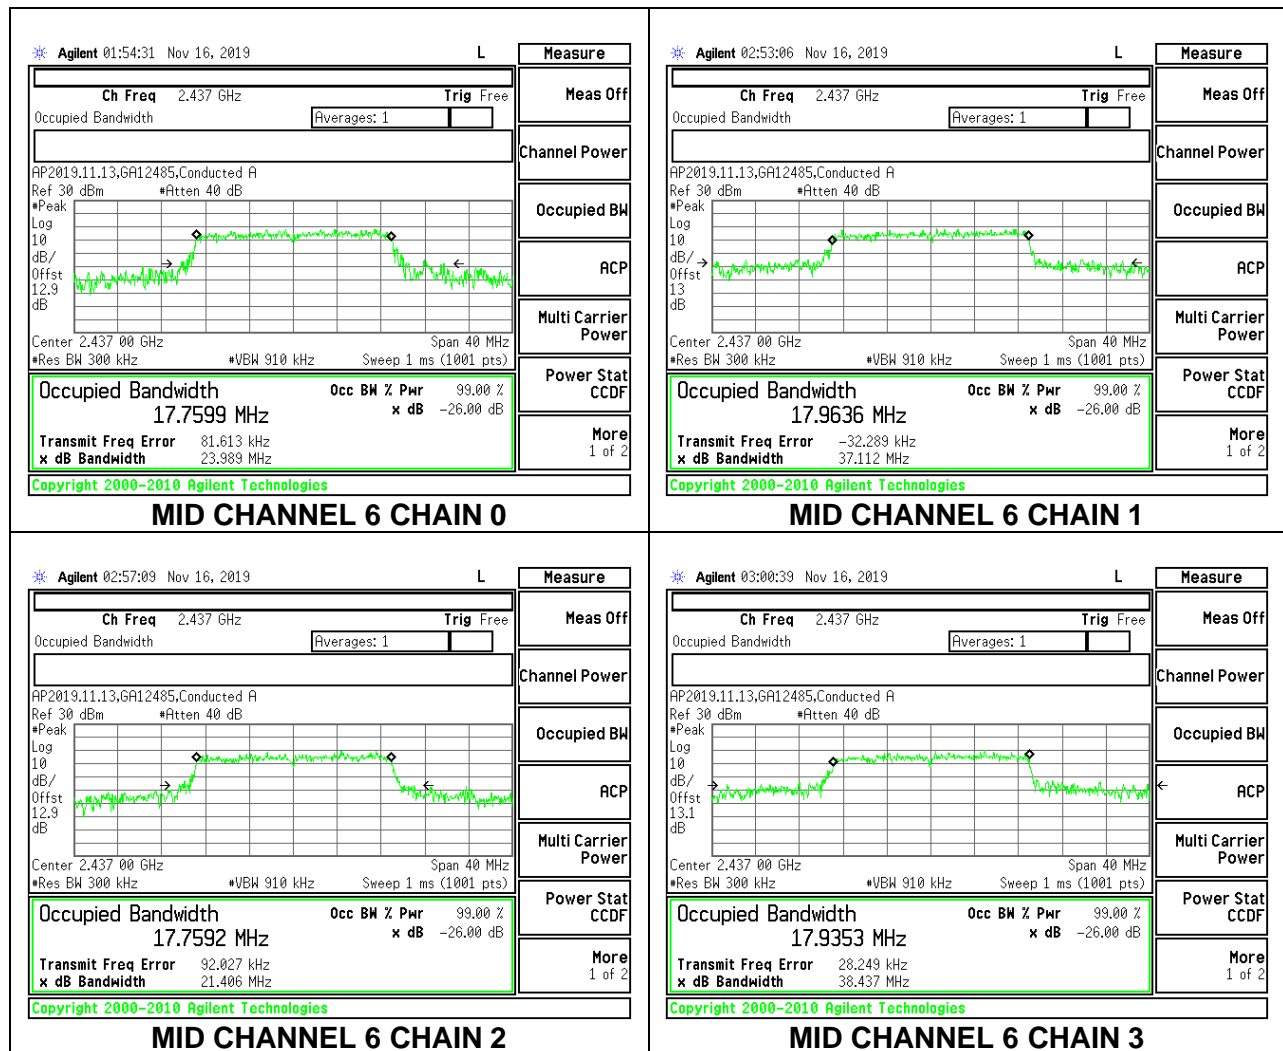 Agilent 01:54:31 Nov 16, 2019 L Measure
Ch Freq 2.437 GHz Trig Free Meas Off
Occupied Bandwidth Averages: 1
Channel Power
AP2019.11.13,GA12485,Conducted A
Ref 30 dBm #Atten 40 dB
#Peak
Log
10
dB/
Offst
12.9
dB
Occupied BW
ACP
Multi Carrier
Power
Center 2.437 00 GHz Span 40 MHz
#Res BW 300 kHz #VBW 910 kHz Sweep 1 ms (1001 pts)
Power Stat
CCDF
Occupied Bandwidth Occ BW % Pwr 99.00 %
17.7599 MHz x dB -26.00 dB
Transmit Freq Error 81.613 kHz
x dB Bandwidth 23.989 MHz
More
1 of 2
Copyright 2000-2010 Agilent Technologies
MID CHANNEL 6 CHAIN 0
Agilent 02:53:06 Nov 16, 2019 L Measure
Ch Freq 2.437 GHz Trig Free Meas Off
Occupied Bandwidth Averages: 1
Channel Power
AP2019.11.13,GA12485,Conducted A
Ref 30 dBm #Atten 40 dB
#Peak
Log
10
dB/
Offst
13
dB
Occupied BW
ACP
Multi Carrier
Power
Center 2.437 00 GHz Span 40 MHz
#Res BW 300 kHz #VBW 910 kHz Sweep 1 ms (1001 pts)
Power Stat
CCDF
Occupied Bandwidth Occ BW % Pwr 99.00 %
17.9636 MHz x dB -26.00 dB
Transmit Freq Error -32.289 kHz
x dB Bandwidth 37.112 MHz
More
1 of 2
Copyright 2000-2010 Agilent Technologies
MID CHANNEL 6 CHAIN 1
Agilent 02:57:09 Nov 16, 2019 L Measure
Ch Freq 2.437 GHz Trig Free Meas Off
Occupied Bandwidth Averages: 1
Channel Power
AP2019.11.13,GA12485,Conducted A
Ref 30 dBm #Atten 40 dB
#Peak
Log
10
dB/
Offst
12.9
dB
Occupied BW
ACP
Multi Carrier
Power
Center 2.437 00 GHz Span 40 MHz
#Res BW 300 kHz #VBW 910 kHz Sweep 1 ms (1001 pts)
Power Stat
CCDF
Occupied Bandwidth Occ BW % Pwr 99.00 %
17.7592 MHz x dB -26.00 dB
Transmit Freq Error 92.027 kHz
x dB Bandwidth 21.406 MHz
More
1 of 2
Copyright 2000-2010 Agilent Technologies
MID CHANNEL 6 CHAIN 2
Agilent 03:00:39 Nov 16, 2019 L Measure
Ch Freq 2.437 GHz Trig Free Meas Off
Occupied Bandwidth Averages: 1
Channel Power
AP2019.11.13,GA12485,Conducted A
Ref 30 dBm #Atten 40 dB
#Peak
Log
10
dB/
Offst
13.1
dB
Occupied BW
ACP
Multi Carrier
Power
Center 2.437 00 GHz Span 40 MHz
#Res BW 300 kHz #VBW 910 kHz Sweep 1 ms (1001 pts)
Power Stat
CCDF
Occupied Bandwidth Occ BW % Pwr 99.00 %
17.9353 MHz x dB -26.00 dB
Transmit Freq Error 28.249 kHz
x dB Bandwidth 38.437 MHz
More
1 of 2
Copyright 2000-2010 Agilent Technologies
MID CHANNEL 6 CHAIN 3